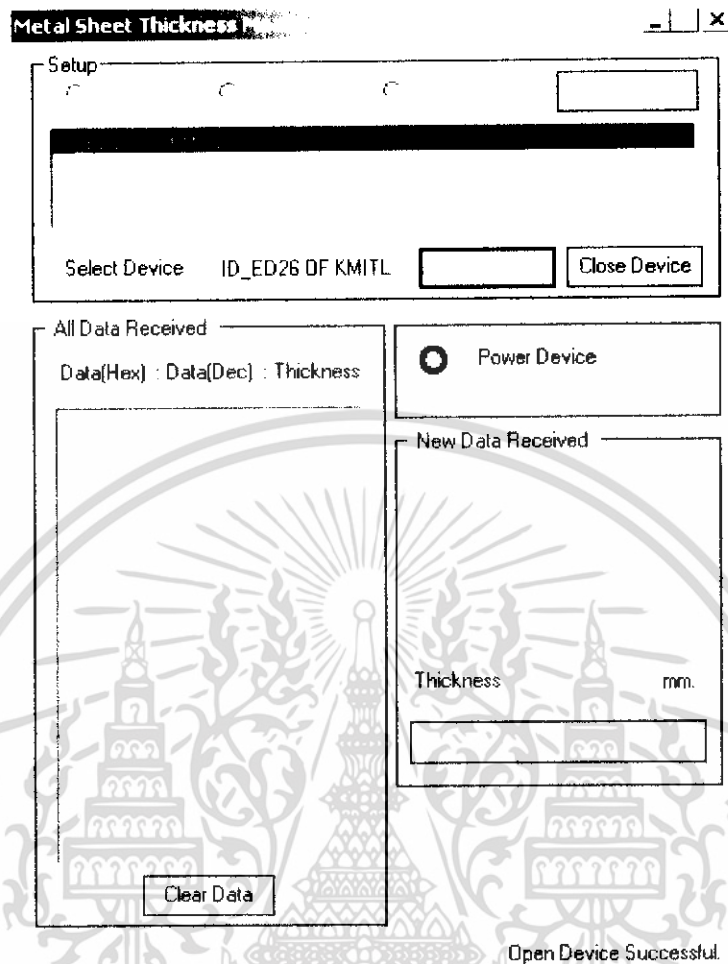 Metal Sheet Thickness
Setup
Select Device ID_ED26 OF KMITL Close Device
All Data Received
Data(Hex) : Data(Dec) : Thickness
Power Device
New Data Received
Thickness mm.
Clear Data
Open Device Successful.